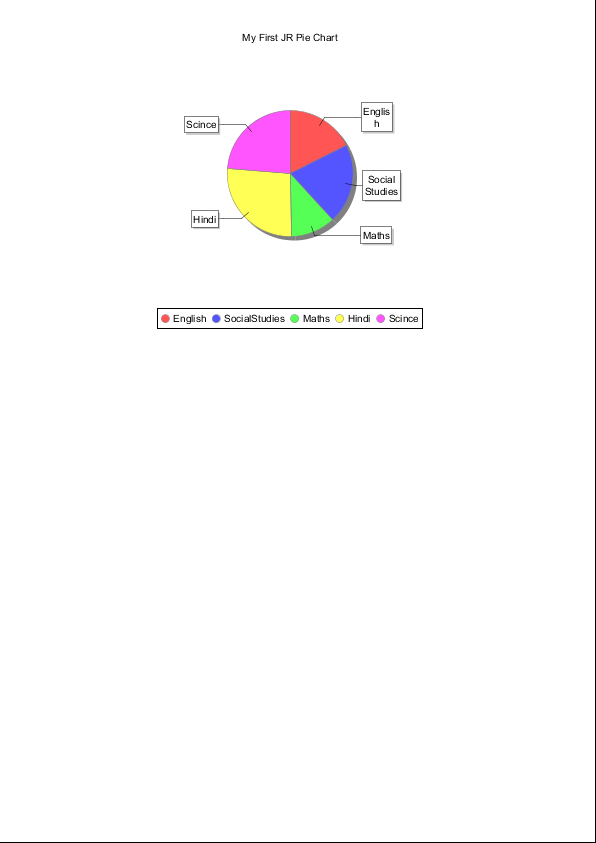 My First JR Pie Chart
Englis
h
Scince
Social
Studies
Hindi
Maths
English SocialStudies Maths Hindi Scince